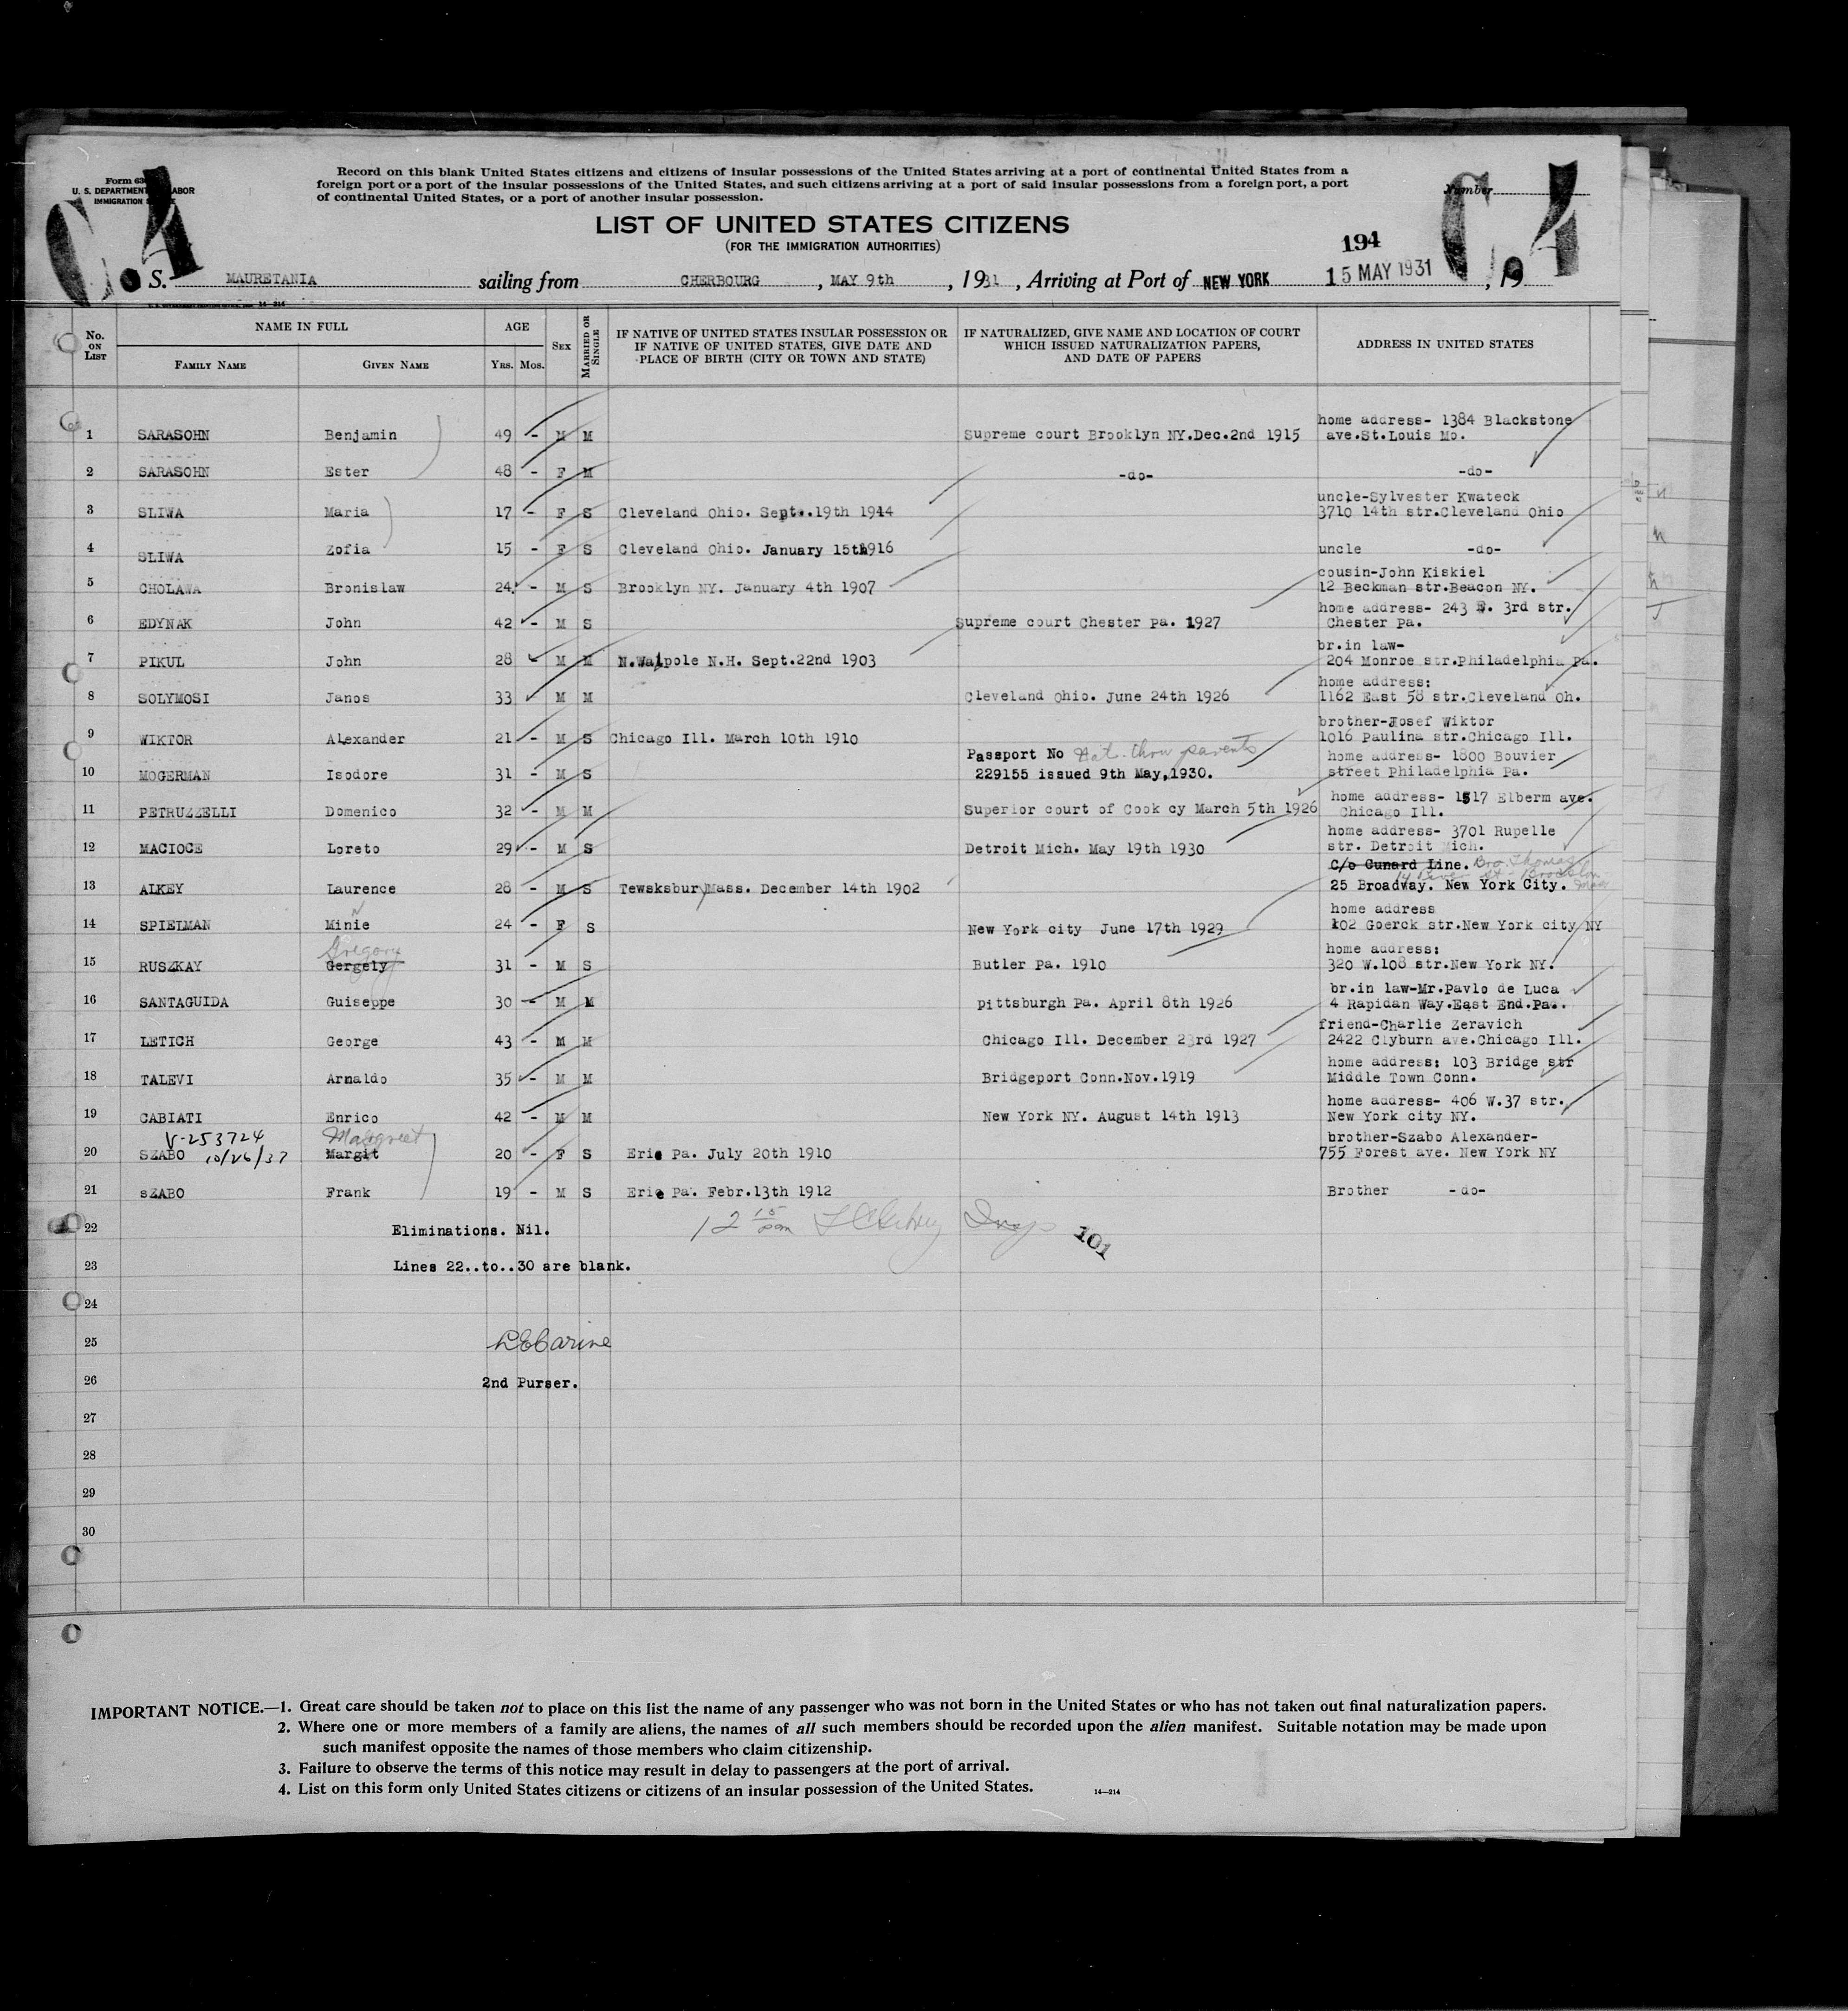 Form 63
U. S. DEPARTMENT LABOR
IMMIGRATION
Record on this blank United States citizens and citizens of insular possessions of the United States arriving at a port of continental United States from a
foreign port or a port of the insular possessions of the United States, and such citizens arriving at a port of said insular possessions from a foreign port, a port
of continental United States, or a port of another insular possession.
Number
C 4
C 4
LIST OF UNITED STATES CITIZENS
(FOR THE IMMIGRATION AUTHORITIES)
194
S. MAURETANIA sailing from CHERBOURG , MAY 9th , 1931 , Arriving at Port of NEW YORK 15 MAY 1931 , 19
No. ON LIST
NAME IN FULL
FAMILY NAME GIVEN NAME
AGE
YRS. MOS.
SEX
MARRIED OR SINGLE
IF NATIVE OF UNITED STATES INSULAR POSSESSION OR
IF NATIVE OF UNITED STATES, GIVE DATE AND
PLACE OF BIRTH (CITY OR TOWN AND STATE)
IF NATURALIZED, GIVE NAME AND LOCATION OF COURT
WHICH ISSUED NATURALIZATION PAPERS,
AND DATE OF PAPERS
ADDRESS IN UNITED STATES
home address- 1384 Blackstone
1 SARASOHN Benjamin 49 - M M Supreme court Brooklyn NY.Dec.2nd 1915 ave.St.Louis Mo.
2 SARASOHN Ester 48 - F M -do- -do-
uncle-Sylvester Kwateck
3 SLIWA Maria 17 - F S Cleveland Ohio. Sept..19th 1944 3710 14th str.Cleveland Ohio
4 SLIWA Zofia 15 - F S Cleveland Ohio. January 15th1916 uncle -do-
cousin-John Kiskiel
5 CHOLAWA Bronislaw 24 - M S Brooklyn NY. January 4th 1907 12 Beckman str.Beacon NY.
home address- 243 E. 3rd str.
6 EDYNAK John 42 - M S Supreme court Chester Pa. 1927 Chester Pa.
br.in law-
7 PIKUL John 28 - M M N.Walpole N.H. Sept.22nd 1903 204 Monroe str.Philadelphia Pa.
home address:
8 SOLYMOSI Janos 33 M M Cleveland Ohio. June 24th 1926 1162 East 58 str.Cleveland Oh.
brother-Josef Wiktor
9 WIKTOR Alexander 21 - M S Chicago Ill. March 10th 1910 1016 Paulina str.Chicago Ill.
Passport No Nat. thru parents home address- 1800 Bouvier
10 MOGERMAN Isodore 31 - M S 229155 issued 9th May,1930. street Philadelphia Pa.
home address- 1517 Elberm ave.
11 PETRUZZELLI Domenico 32 - M M Superior court of Cook cy March 5th 1926 Chicago Ill.
home address- 3701 Rupelle
12 MACIOCE Loreto 29 - M S Detroit Mich. May 19th 1930 str. Detroit Mich.
C/o Cunard Line. Bro. Thomas
13 ALKEY Laurence 28 - M S Tewsksbury Mass. December 14th 1902 25 Broadway. New York City.
home address
14 SPIEIMAN Minie 24 - F S New York city June 17th 1929 102 Goerck str.New York city NY
Gregory home address:
15 RUSZKAY Gergely 31 - M S Butler Pa. 1910 320 W.108 str.New York NY.
br.in law-Mr.Pavlo de Luca
16 SANTAGUIDA Guiseppe 30 - M M Pittsburgh Pa. April 8th 1926 4 Rapidan Way.East End.Pa..
friend-Charlie Zeravich
17 LETICH George 43 - M M Chicago Ill. December 23rd 1927 2422 Clyburn ave.Chicago Ill.
home address: 103 Bridge str
18 TALEVI Arnaldo 35 - M M Bridgeport Conn.Nov.1919 Middle Town Conn.
home address- 406 W.37 str.
19 CABIATI Enrico 42 - M M New York NY. August 14th 1913 New York city NY.
V-253724 Margreet brother-Szabo Alexander-
20 SZABO 10/26/37 Margit 20 - F S Erie Pa. July 20th 1910 755 Forest ave. New York NY
21 sZABO Frank 19 - M S Erie Pa. Febr.13th 1912 Brother -do-
22 Eliminations. Nil. 12 15 pm 101
23 Lines 22..to..30 are blank.
24
25
26 2nd Purser.
27
28
29
30
IMPORTANT NOTICE.—1. Great care should be taken not to place on this list the name of any passenger who was not born in the United States or who has not taken out final naturalization papers.
2. Where one or more members of a family are aliens, the names of all such members should be recorded upon the alien manifest. Suitable notation may be made upon
such manifest opposite the names of those members who claim citizenship.
3. Failure to observe the terms of this notice may result in delay to passengers at the port of arrival.
4. List on this form only United States citizens or citizens of an insular possession of the United States.
14—214